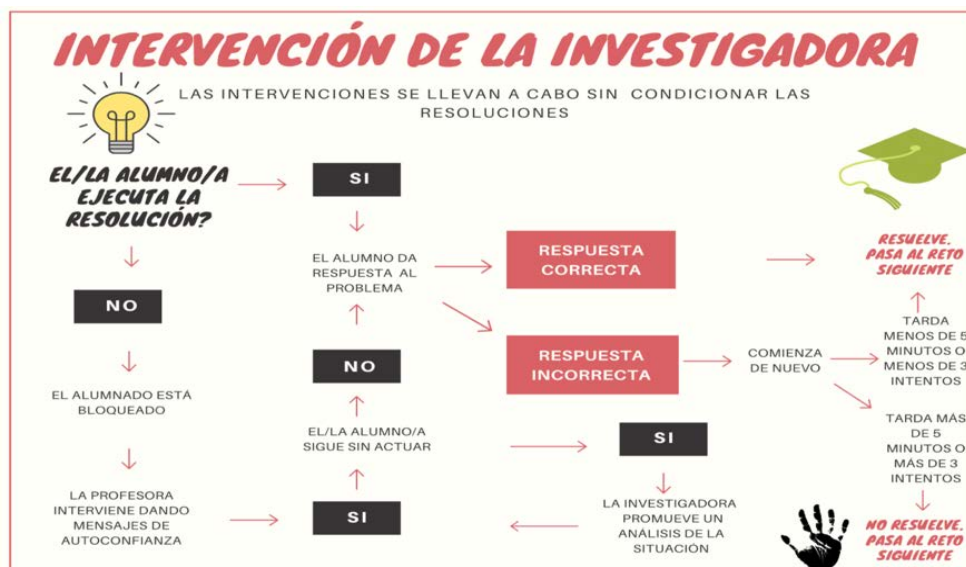 INTERVENCIÓN DE LA INVESTIGADORA
LAS INTERVENCIONES SE LLEVAN A CABO SIN CONDICIONAR LAS
RESOLUCIONES
EL/LA ALUMNO/A
EJECUTA LA
RESOLUCIÓN?
SI
EL ALUMNO DA
RESPUESTA AL
PROBLEMA
RESPUESTA
CORRECTA
RESUELVE,
PASA AL RETO
SIGUIENTE
NO
NO
RESPUESTA
INCORRECTA
COMIENZA
DE NUEVO
TARDA
MENOS DE 5
MINUTOS O
MENOS DE 3
INTENTOS
EL ALUMNADO ESTÁ
BLOQUEADO
EL/LA ALUMNO/A
SIGUE SIN ACTUAR
SI
TARDA MÁS
DE 5
MINUTOS O
MÁS DE 3
INTENTOS
LA PROFESORA
INTERVIENE DANDO
MENSAJES DE
AUTOCONFIANZA
SI
LA INVESTIGADORA
PROMUEVE UN
ANÁLISIS DE LA
SITUACIÓN
NO RESUELVE,
PASA AL RETO
SIGUIENTE